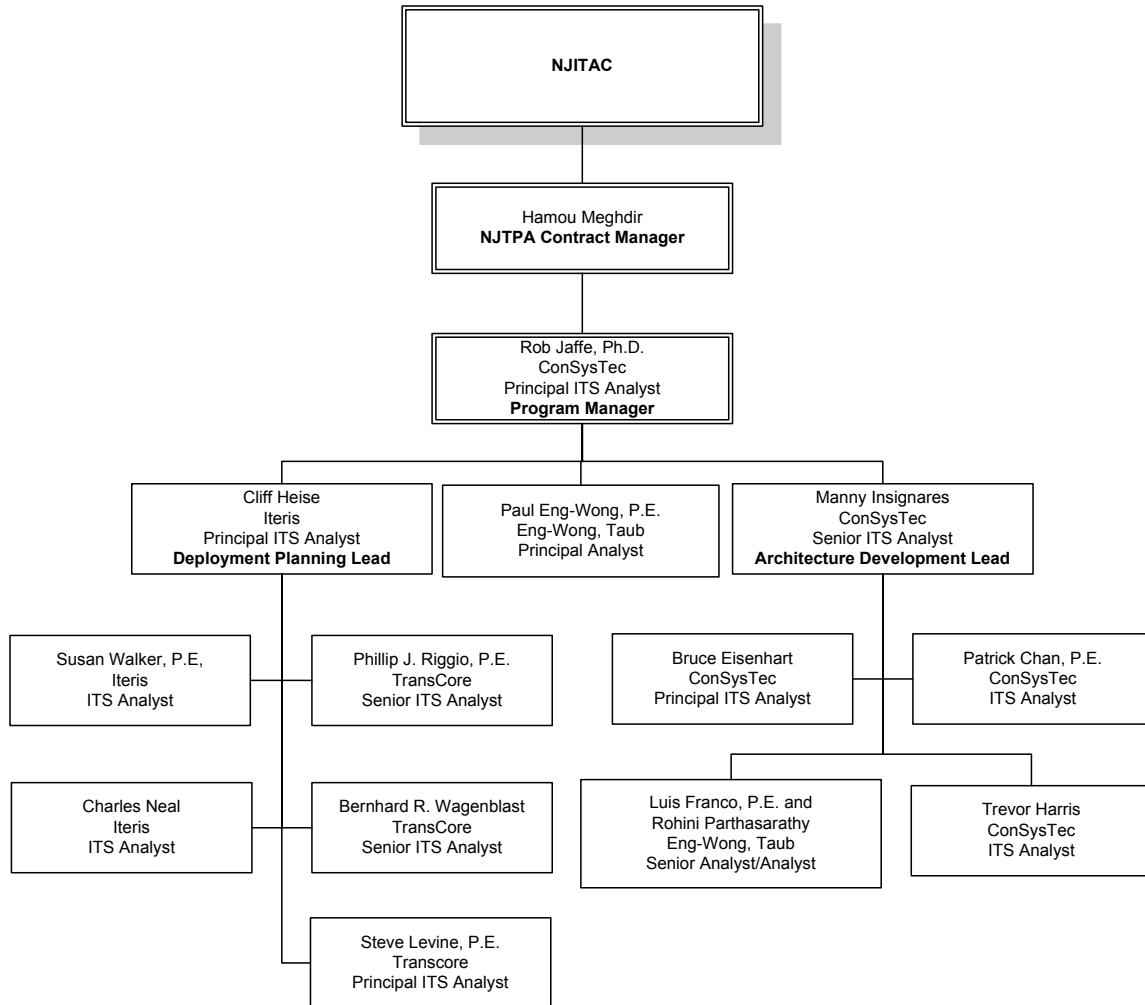 NJITAC
Hamou Meghdir
NJTPA Contract Manager
Rob Jaffe, Ph.D.
ConSysTec
Principal ITS Analyst
Program Manager
Cliff Heise
Iteris
Principal ITS Analyst
Deployment Planning Lead
Paul Eng-Wong, P.E.
Eng-Wong, Taub
Principal Analyst
Manny Insignares
ConSysTec
Senior ITS Analyst
Architecture Development Lead
Susan Walker, P.E,
Iteris
ITS Analyst
Phillip J. Riggio, P.E.
TransCore
Senior ITS Analyst
Bruce Eisenhart
ConSysTec
Principal ITS Analyst
Patrick Chan, P.E.
ConSysTec
ITS Analyst
Charles Neal
Iteris
ITS Analyst
Bernhard R. Wagenblast
TransCore
Senior ITS Analyst
Luis Franco, P.E. and
Rohini Parthasarathy
Eng-Wong, Taub
Senior Analyst/Analyst
Trevor Harris
ConSysTec
ITS Analyst
Steve Levine, P.E.
Transcore
Principal ITS Analyst